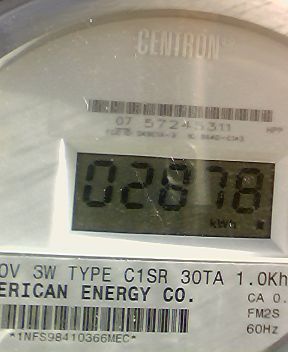 CENTRON®
07 57245311
HPP
02878
kWh
0V 3W TYPE C1SR 30TA 1.0Kh
ERICAN ENERGY CO.
CA 0.
FM2S
60Hz
*1NFS98410366MEC*